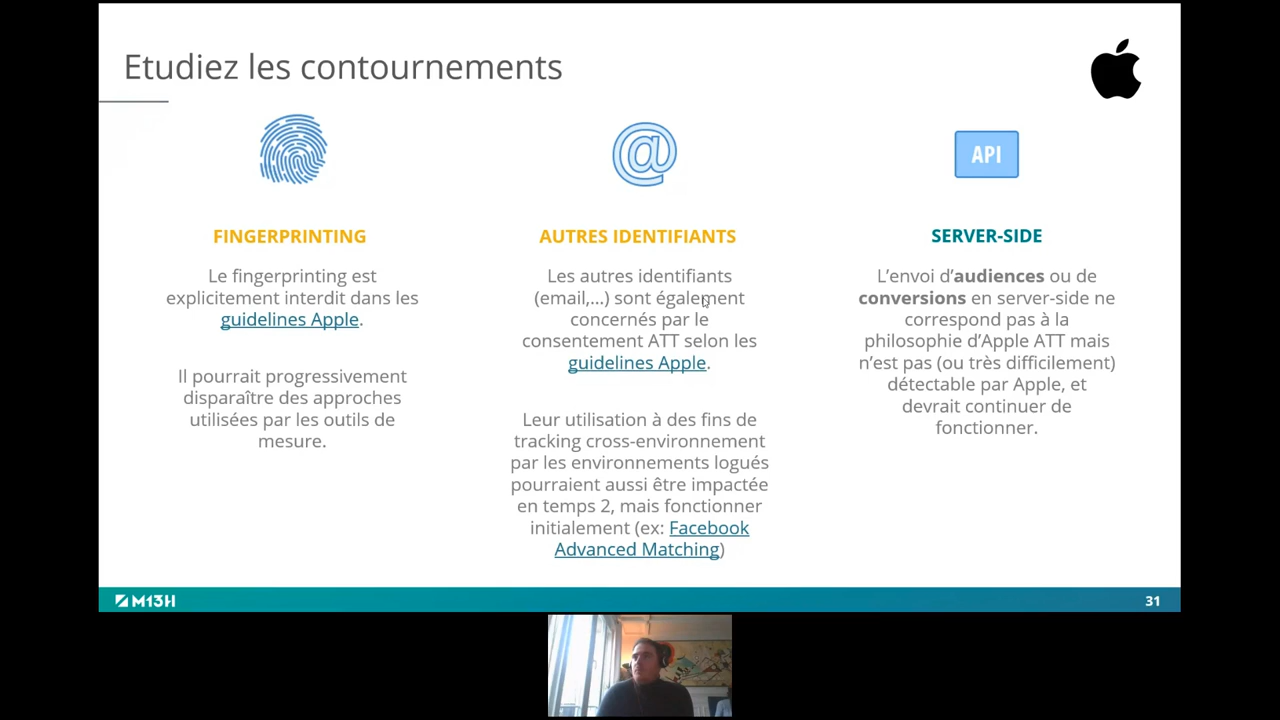 Etudiez les contournements
@
API
FINGERPRINTING
Le fingerprinting est
explicitement interdit dans les
guidelines Apple.
Il pourrait progressivement
disparaître des approches
utilisées par les outils de
mesure.
AUTRES IDENTIFIANTS
Les autres identifiants
(email,...) sont également
concernés par le
consentement ATT selon les
guidelines Apple.
Leur utilisation à des fins de
tracking cross-environnement
par les environnements logués
pourraient aussi être impactée
en temps 2, mais fonctionner
initialement (ex: Facebook
Advanced Matching)
SERVER-SIDE
L'envoi d'audiences ou de
conversions en server-side ne
correspond pas à la
philosophie d'Apple ATT mais
n'est pas (ou très difficilement)
détectable par Apple, et
devrait continuer de
fonctionner.
M13H
31